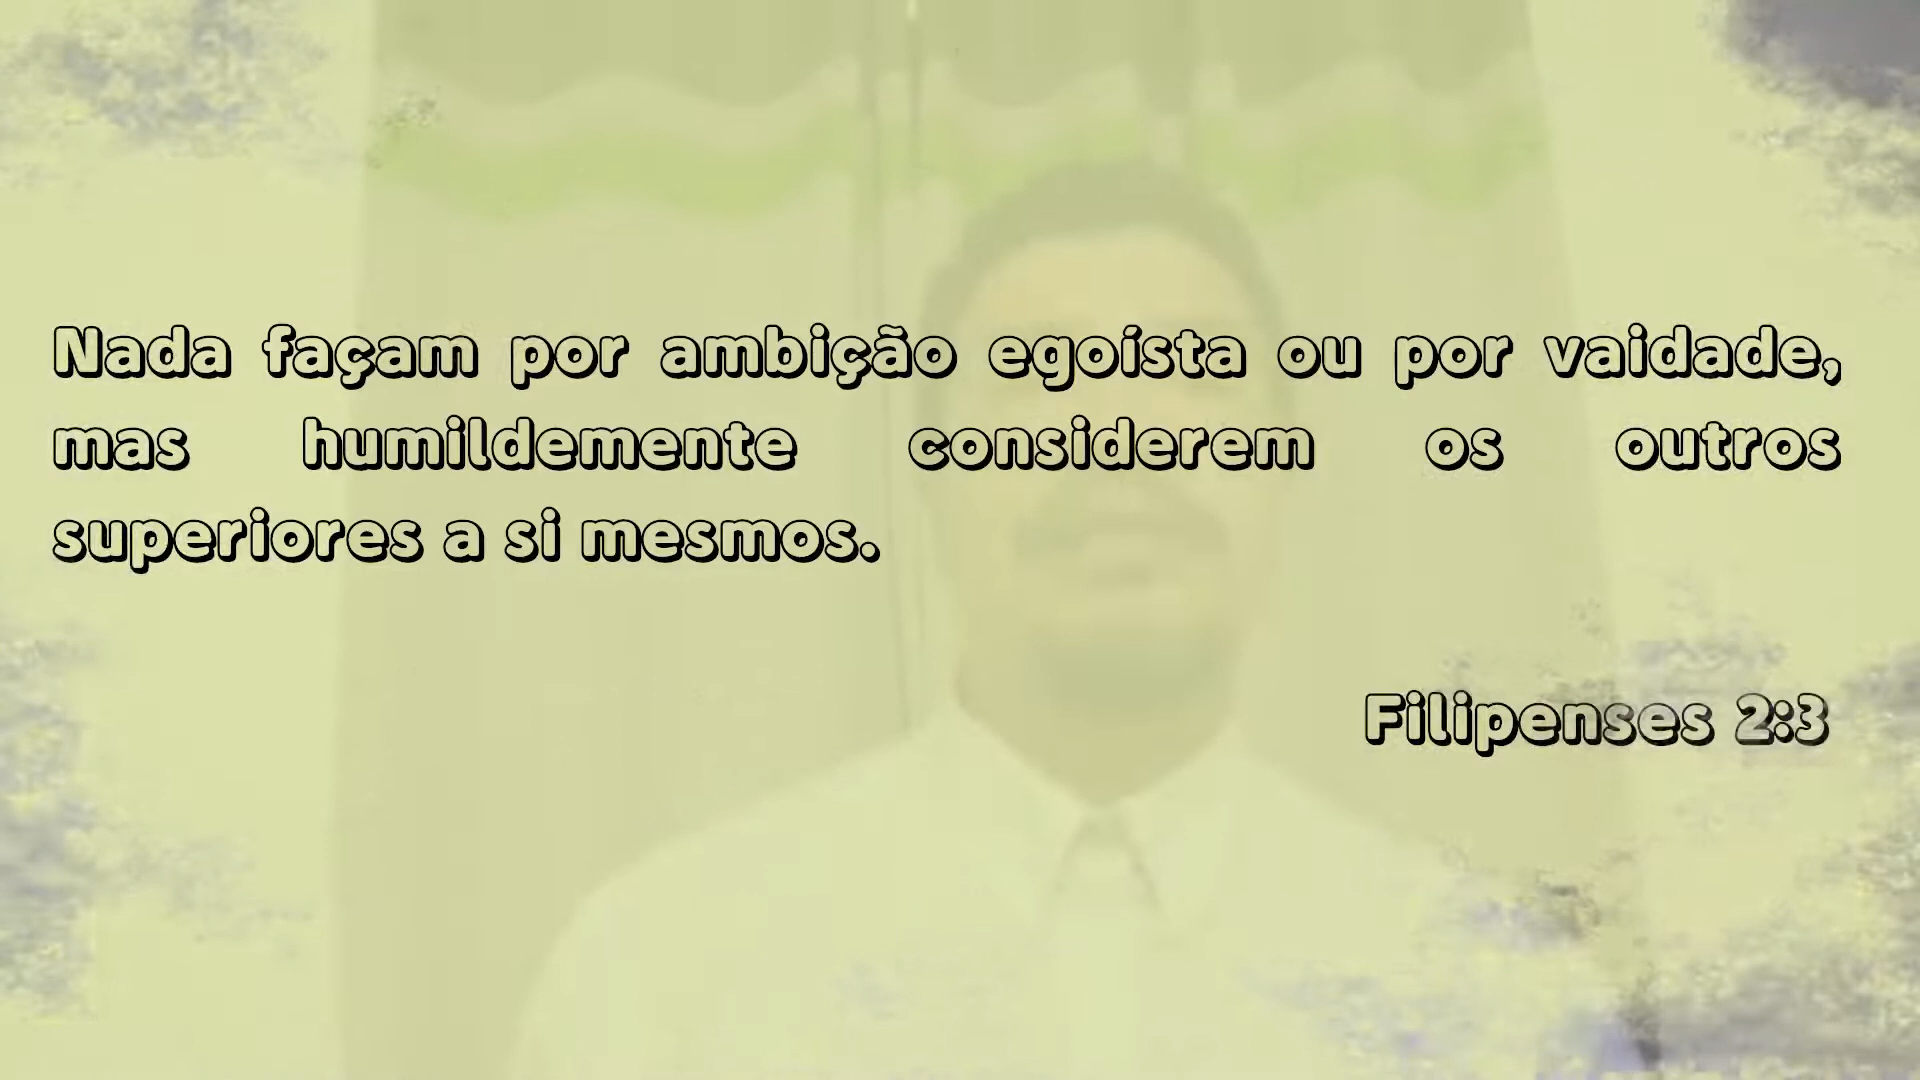 Nada façam por ambição egoísta ou por vaidade,
mas humildemente considerem os outros
superiores a si mesmos.
Filipenses 2:3